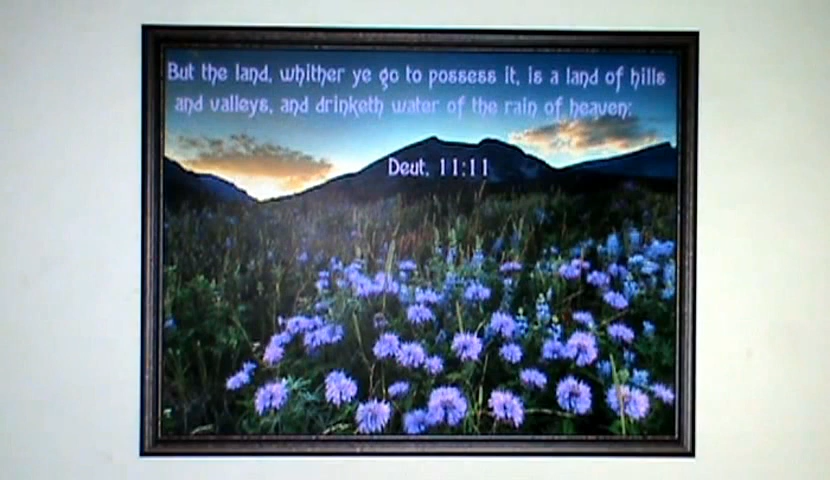 But the land, whither ye go to possess it, is a land of hills
and valleys, and drinketh water of the rain of heaven:
Deut. 11:11